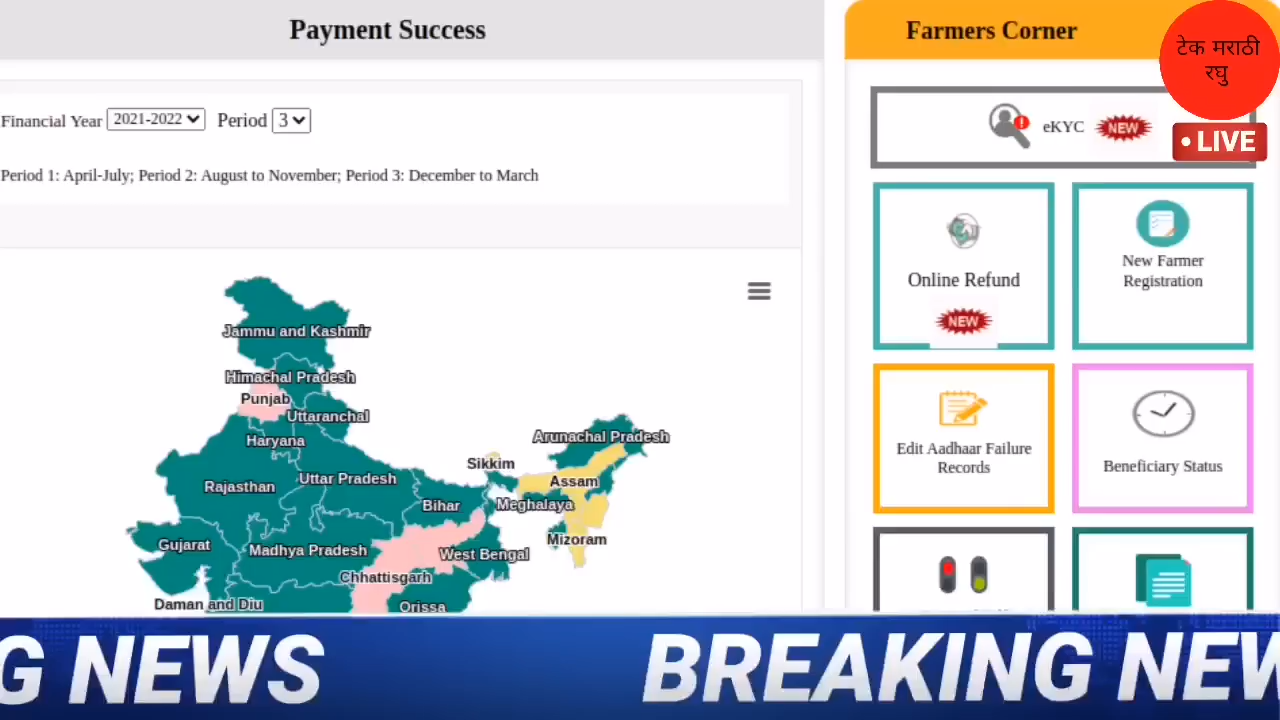 Payment Success
Financial Year 2021-2022 Period 3
Period 1: April-July; Period 2: August to November; Period 3: December to March
Jammu and Kashmir
Himachal Pradesh
Punjab
Uttaranchal
Haryana
Arunachal Pradesh
Sikkim
Rajasthan
Uttar Pradesh
Assam
Bihar
Meghalaya
Gujarat
Madhya Pradesh
West Bengal
Mizoram
Chhattisgarh
Daman and Diu
Orissa
Farmers Corner
टेक मराठी
रघु
• LIVE
eKYC NEW
Online Refund
NEW
New Farmer
Registration
Edit Aadhaar Failure
Records
Beneficiary Status
G NEWS BREAKING NEW